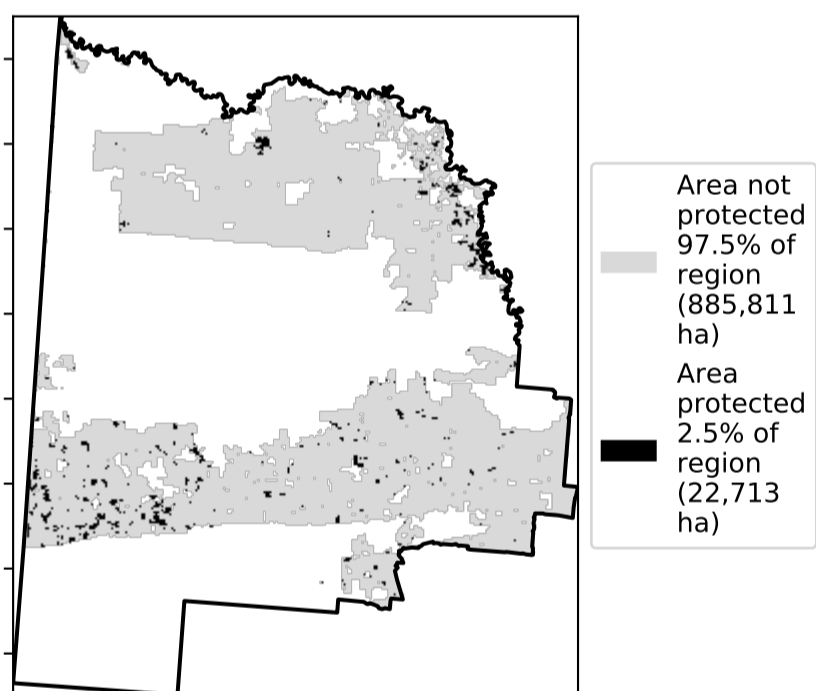 Area not
protected
97.5% of
region
(885,811
ha)
Area
protected
2.5% of
region
(22,713
ha)